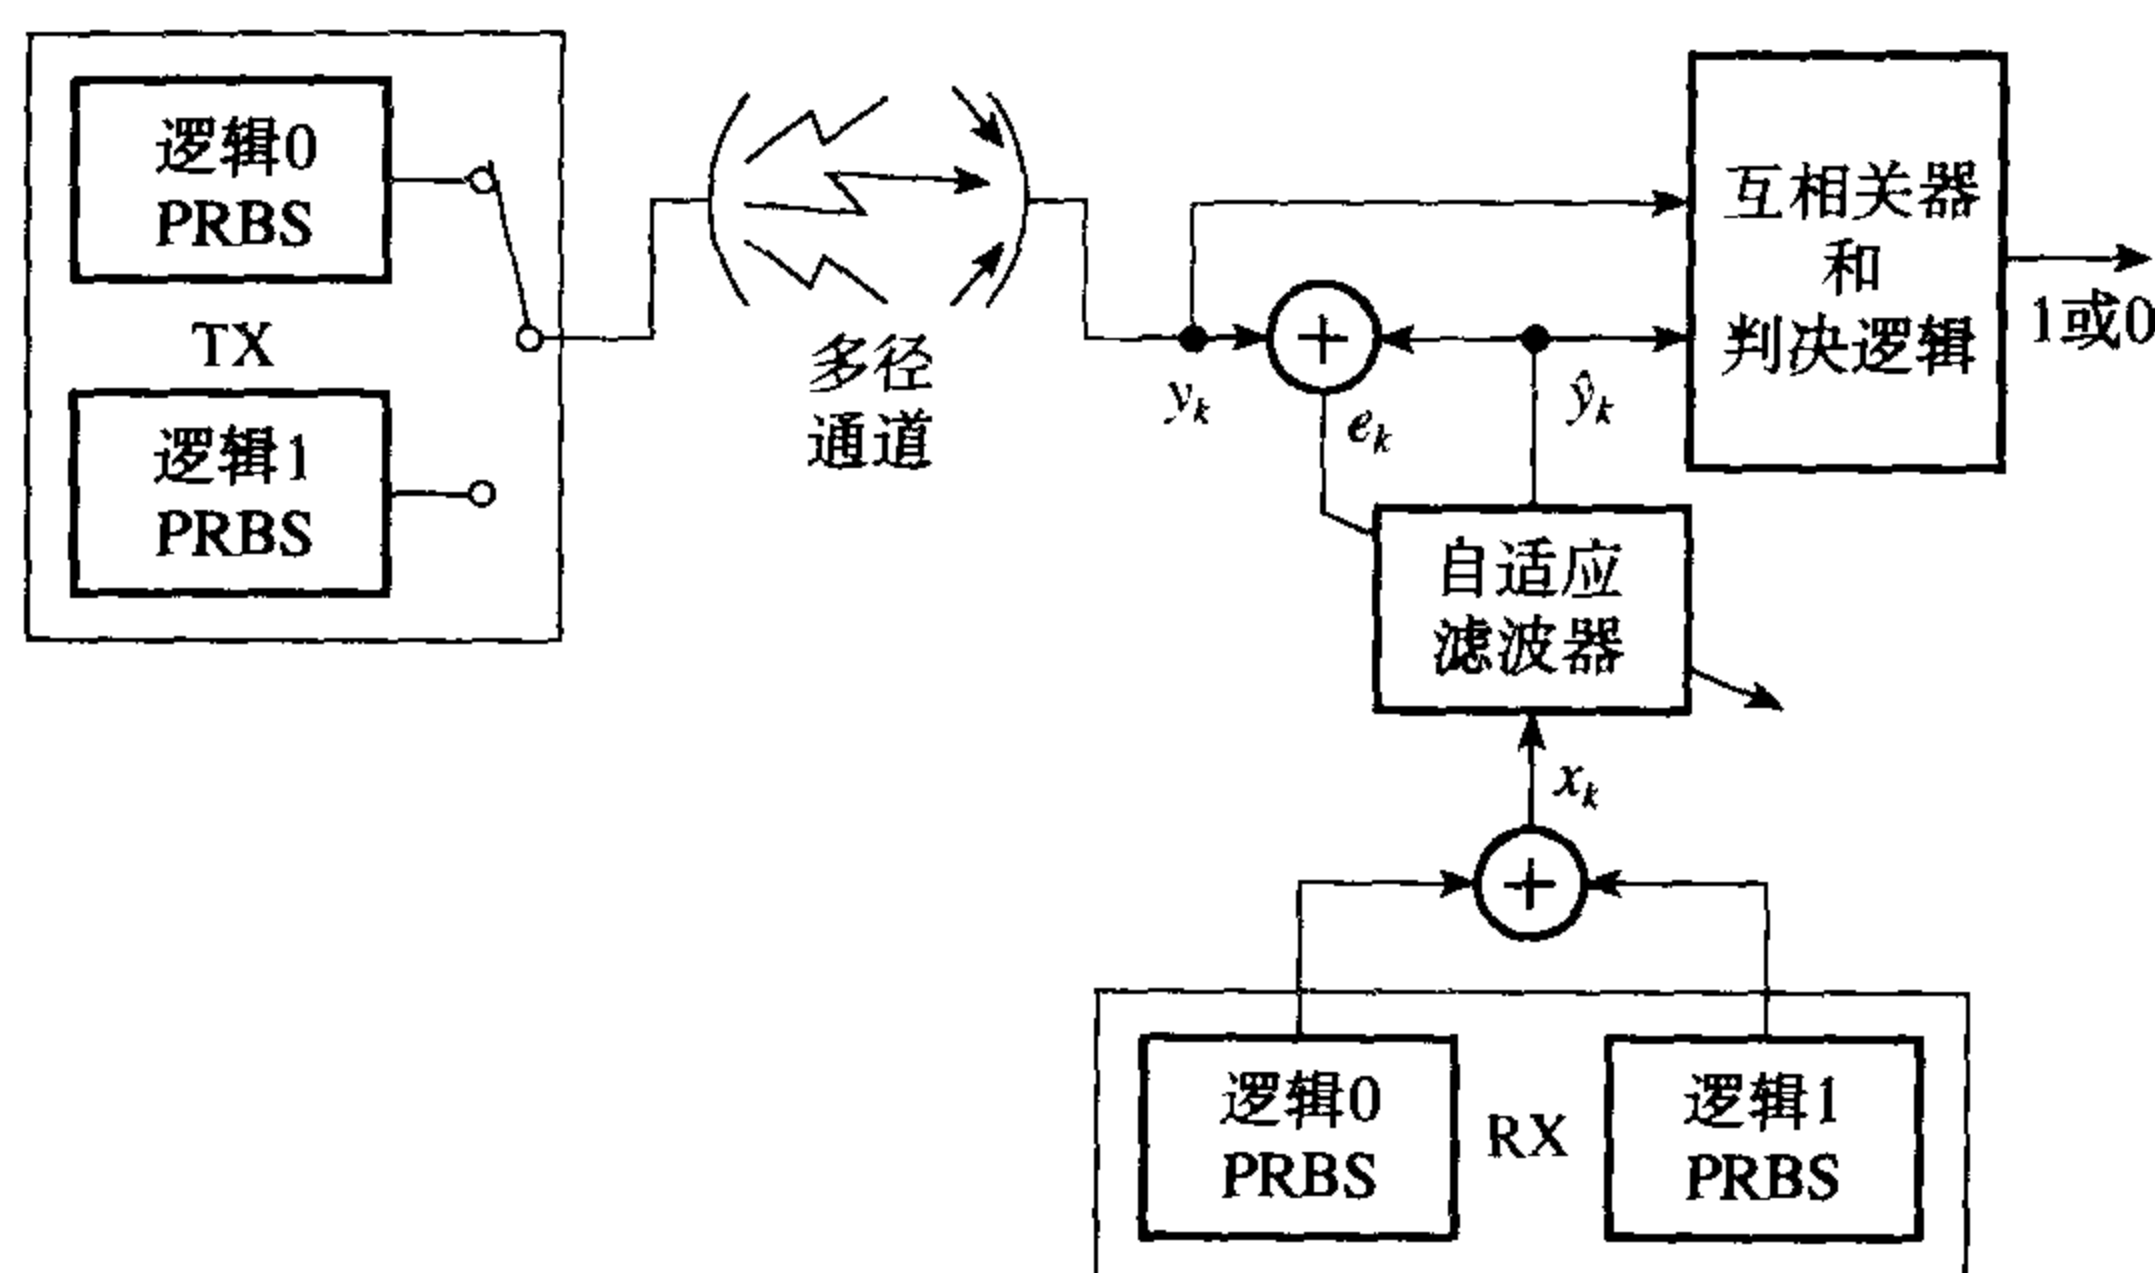 逻辑0
PRBS
TX
逻辑1
PRBS
多径
通道
y_k
e_k
ŷ_k
互相关器
和
判决逻辑
1或0
自适应
滤波器
x_k
逻辑0
PRBS
RX
逻辑1
PRBS